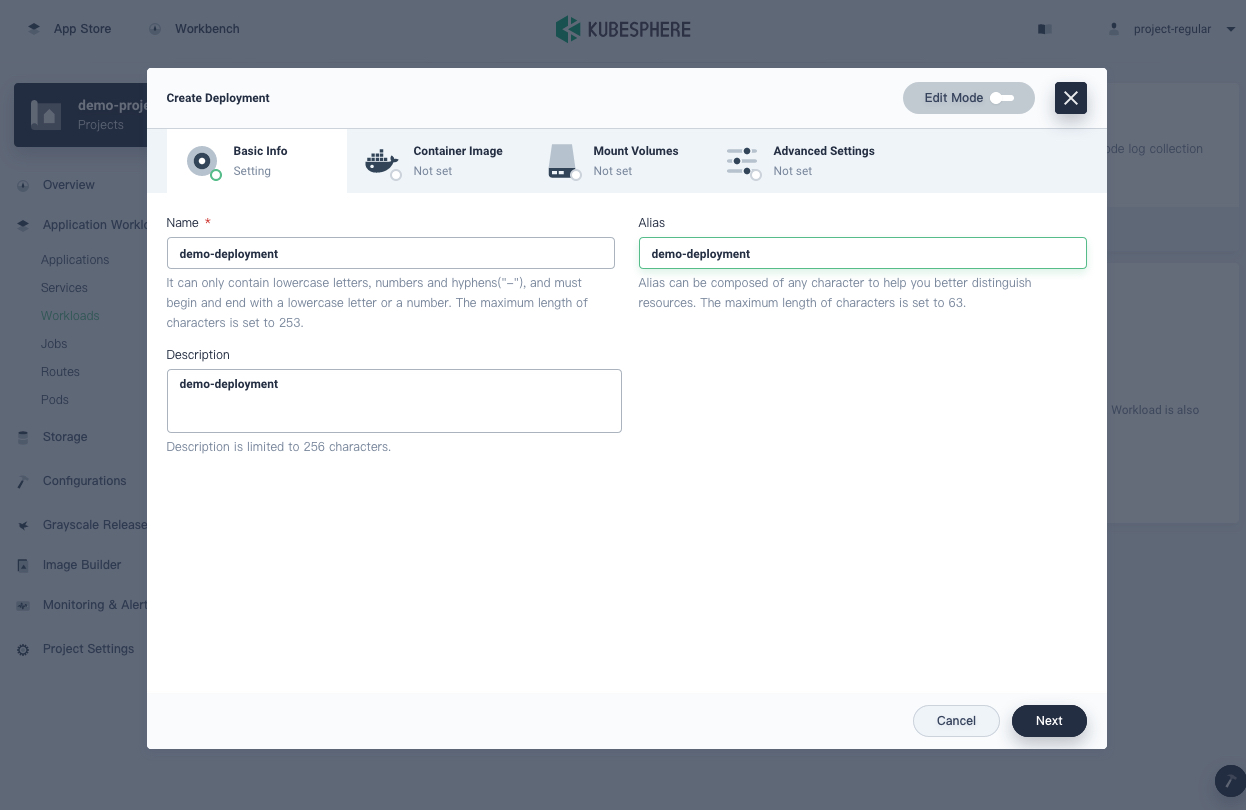 App Store
Workbench
KUBESPHERE
project-regular
demo-proje
Projects
Overview
Application Worklo
Applications
Services
Workloads
Jobs
Routes
Pods
Storage
Configurations
Grayscale Release
Image Builder
Monitoring & Alert
Project Settings
Create Deployment
Edit Mode
Basic Info
Setting
Container Image
Not set
Mount Volumes
Not set
Advanced Settings
Not set
Name *
demo-deployment
It can only contain lowercase letters, numbers and hyphens("-"), and must
begin and end with a lowercase letter or a number. The maximum length of
characters is set to 253.
Alias
demo-deployment
Alias can be composed of any character to help you better distinguish
resources. The maximum length of characters is set to 63.
Description
demo-deployment
Description is limited to 256 characters.
Cancel
Next
ode log collection
Workload is also